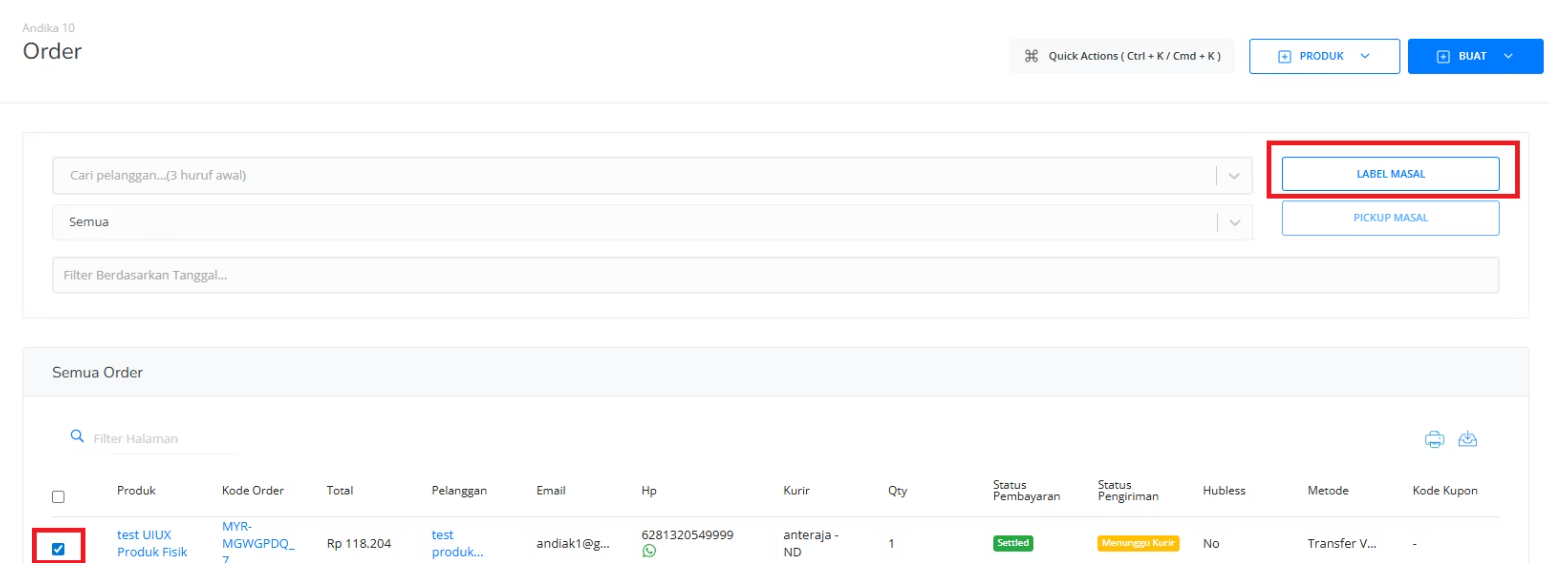 Andika 10
Order
Quick Actions ( Ctrl + K / Cmd + K )
PRODUK
BUAT
Cari pelanggan...(3 huruf awal)
LABEL MASAL
Semua
PICKUP MASAL
Filter Berdasarkan Tanggal...
Semua Order
Filter Halaman
Produk
Kode Order
Total
Pelanggan
Email
Hp
Kurir
Qty
Status
Pembayaran
Status
Pengiriman
Hubless
Metode
Kode Kupon
test UIUX
Produk Fisik
MYR-
MGWGPDQ_
7
Rp 118.204
test
produk...
andiak1@g...
6281320549999
anteraja -
ND
1
Settled
Menunggu Kurir
No
Transfer V...
-